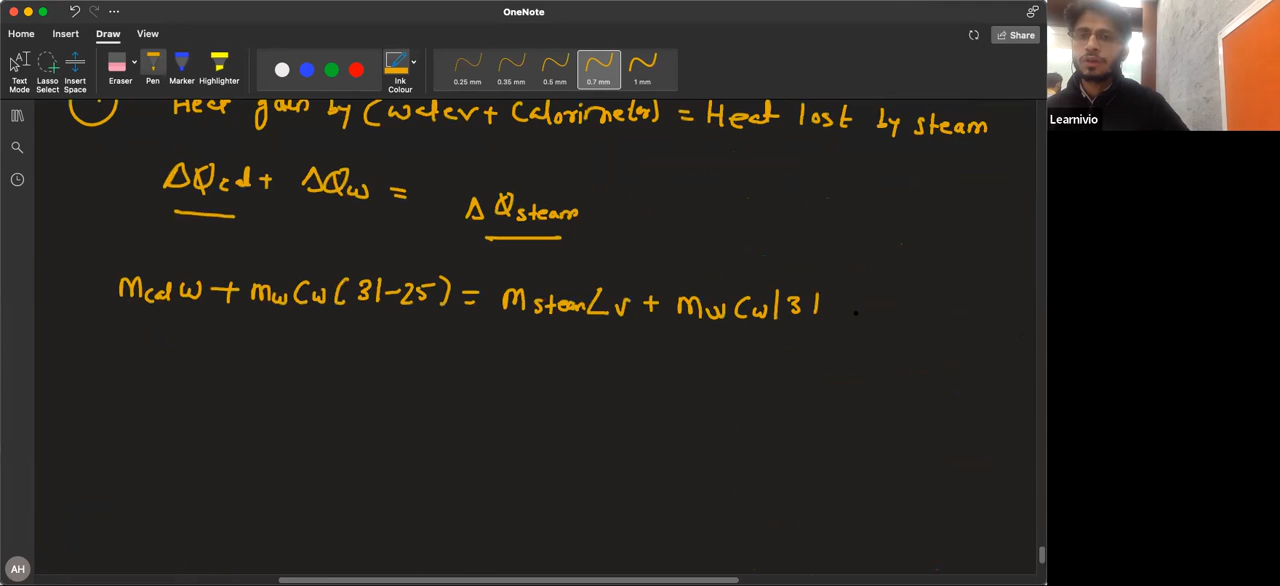 OneNote
Home Insert Draw View
Share
Text Mode
Lasso Select
Insert Space
Eraser
Pen
Marker
Highlighter
Ink Colour
0.25 mm
0.35 mm
0.5 mm
0.7 mm
1 mm
Learnivio
Heat gain by (water + Calorimeter) = Heat lost by steam
ΔQcal + ΔQw = ΔQsteam
mcal w + mw Cw (31-25) = msteam Lv + mw Cw |31
AH